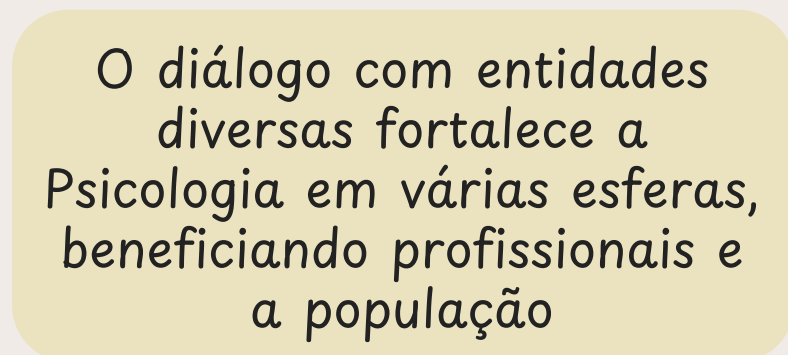 O diálogo com entidades
diversas fortalece a
Psicologia em várias esferas,
beneficiando profissionais e
a população